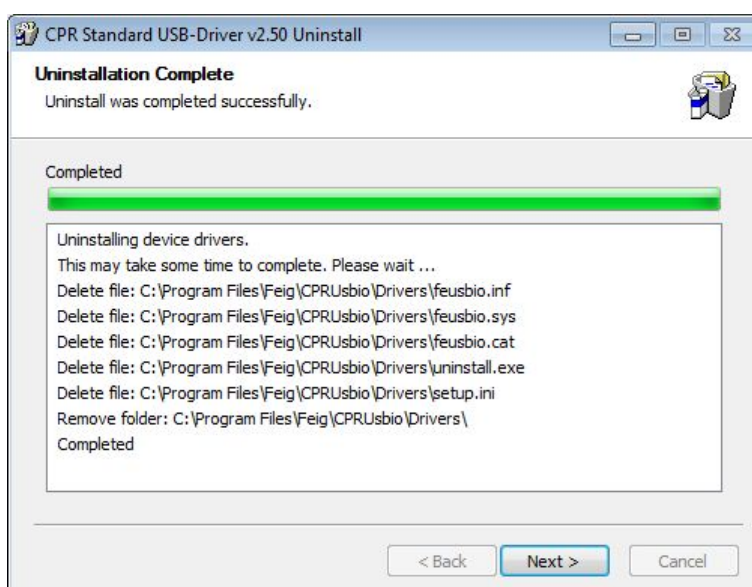 CPR Standard USB-Driver v2.50 Uninstall
Uninstallation Complete
Uninstall was completed successfully.
Completed
Uninstalling device drivers.
This may take some time to complete. Please wait ...
Delete file: C:\Program Files\Feig\CPRUsbio\Drivers\feusbio.inf
Delete file: C:\Program Files\Feig\CPRUsbio\Drivers\feusbio.sys
Delete file: C:\Program Files\Feig\CPRUsbio\Drivers\feusbio.cat
Delete file: C:\Program Files\Feig\CPRUsbio\Drivers\uninstall.exe
Delete file: C:\Program Files\Feig\CPRUsbio\Drivers\setup.ini
Remove folder: C:\Program Files\Feig\CPRUsbio\Drivers\
Completed
< Back Next > Cancel